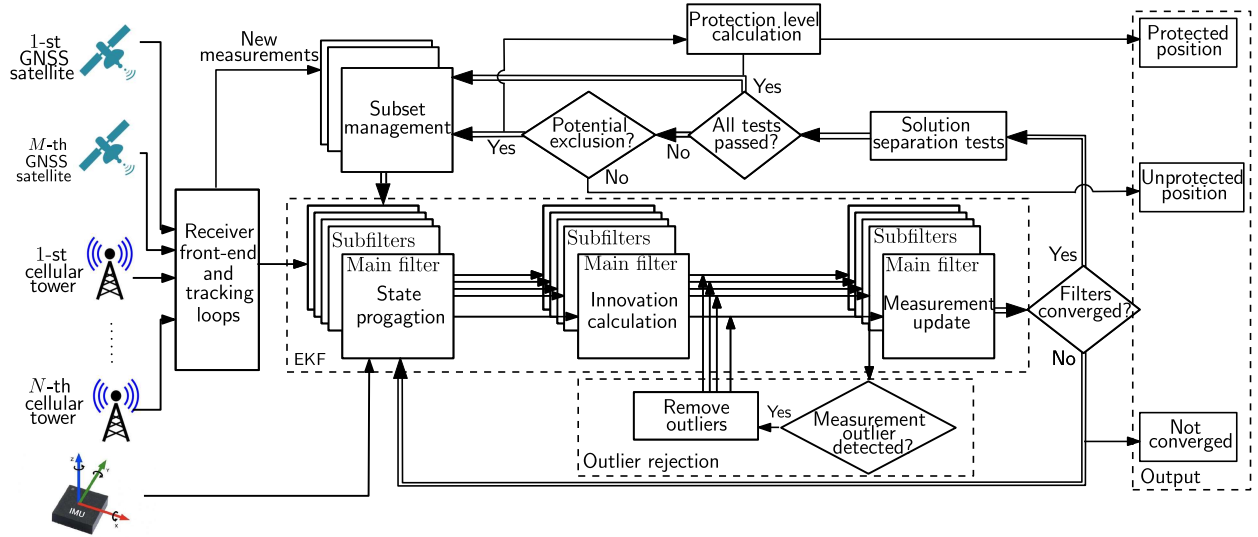 1-st
GNSS
satellite
M-th
GNSS
satellite
1-st
cellular
tower
N-th
cellular
tower
Z
Y
X
IMU
Receiver
front-end
and
tracking
loops
New
measurements
Subset
management
Protection level
calculation
Yes
Potential
exclusion?
Yes
No
All tests
passed?
No
Solution
separation tests
Subfilters
Main filter
State
progagtion
EKF
Subfilters
Main filter
Innovation
calculation
Subfilters
Main filter
Measurement
update
Yes
Filters
converged?
No
Remove
outliers
Yes
Measurement
outlier
detected?
Outlier rejection
Protected
position
Unprotected
position
Not
converged
Output